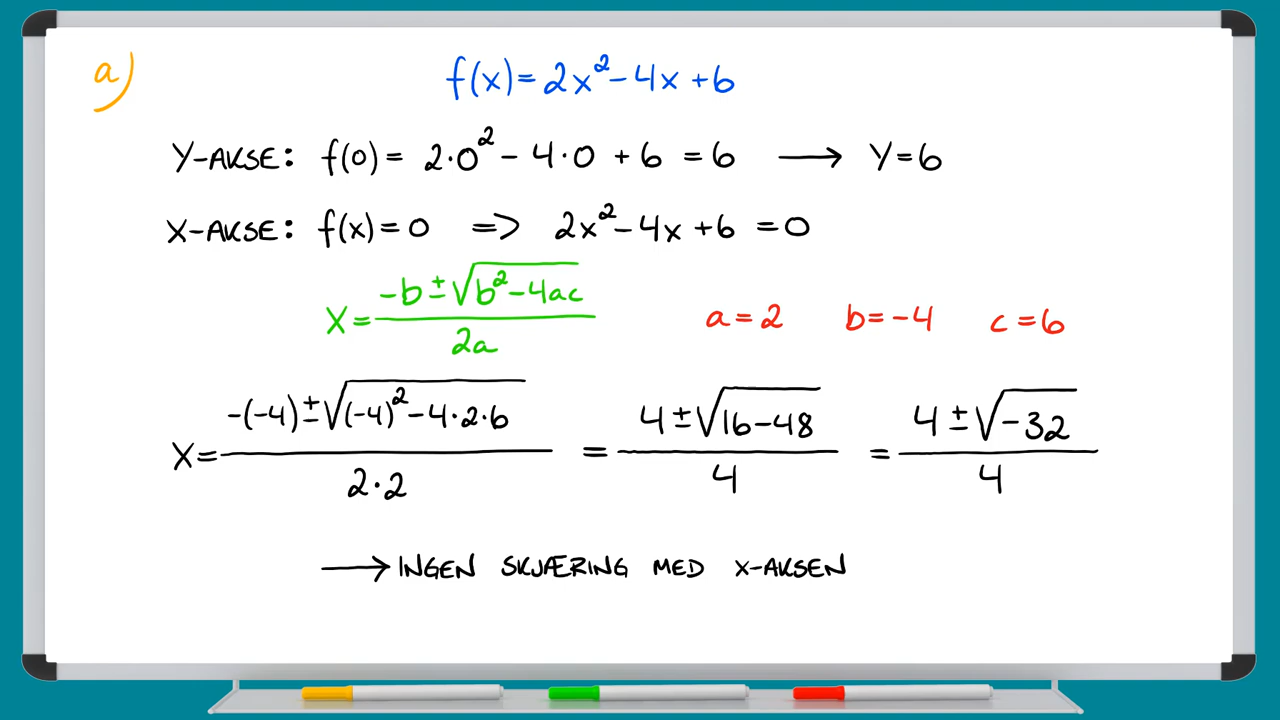 a)
f(x)=2x²-4x+6
Y-AKSE: f(0)= 2·0² - 4·0 + 6 = 6 ⟶ Y=6
X-AKSE: f(x)=0 => 2x²-4x+6 =0
X= (-b±√(b²-4ac))/(2a) a=2 b=-4 c=6
X= (-(-4)±√((-4)²-4·2·6))/(2·2) = (4±√(16-48))/4 = (4±√(-32))/4
⟶ INGEN SKJÆRING MED X-AKSEN